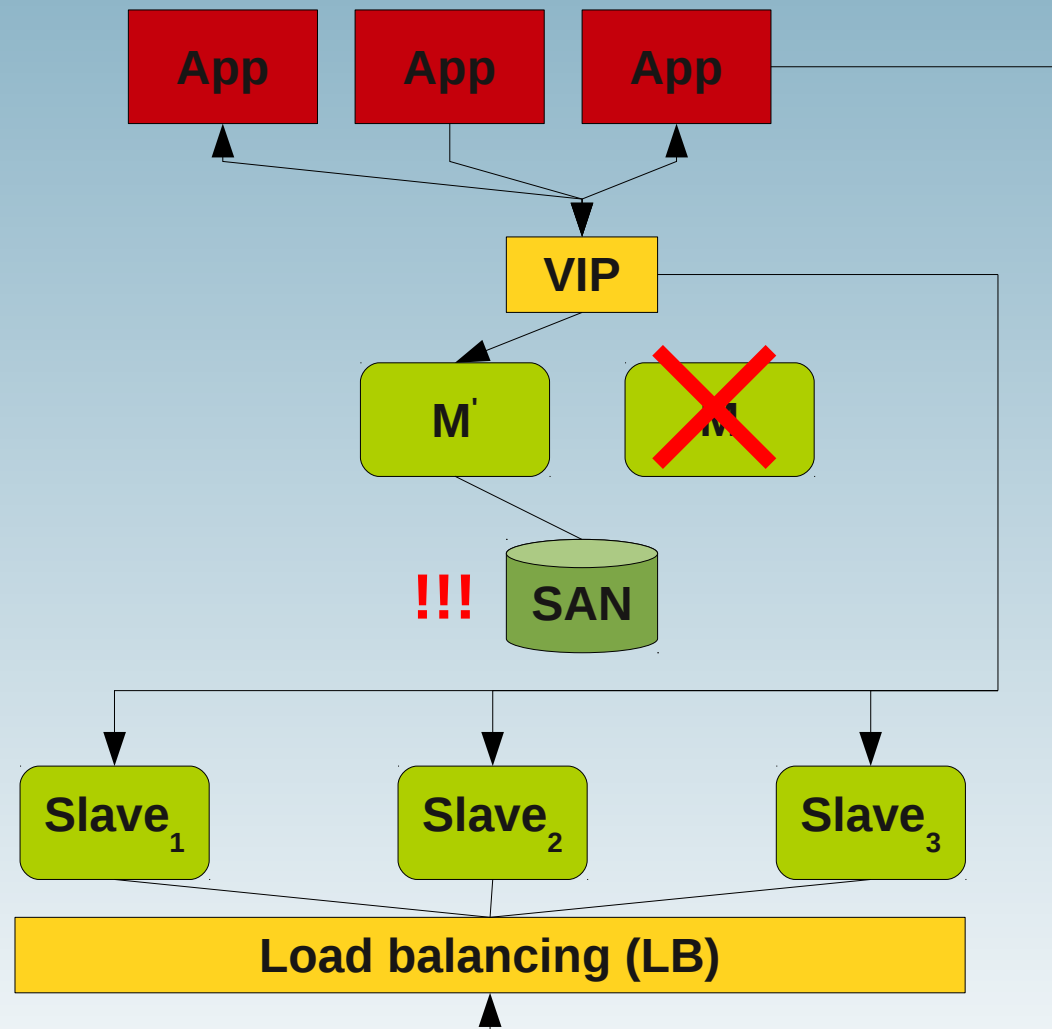 App App App
VIP
M' M
!!! SAN
Slave1 Slave2 Slave3
Load balancing (LB)